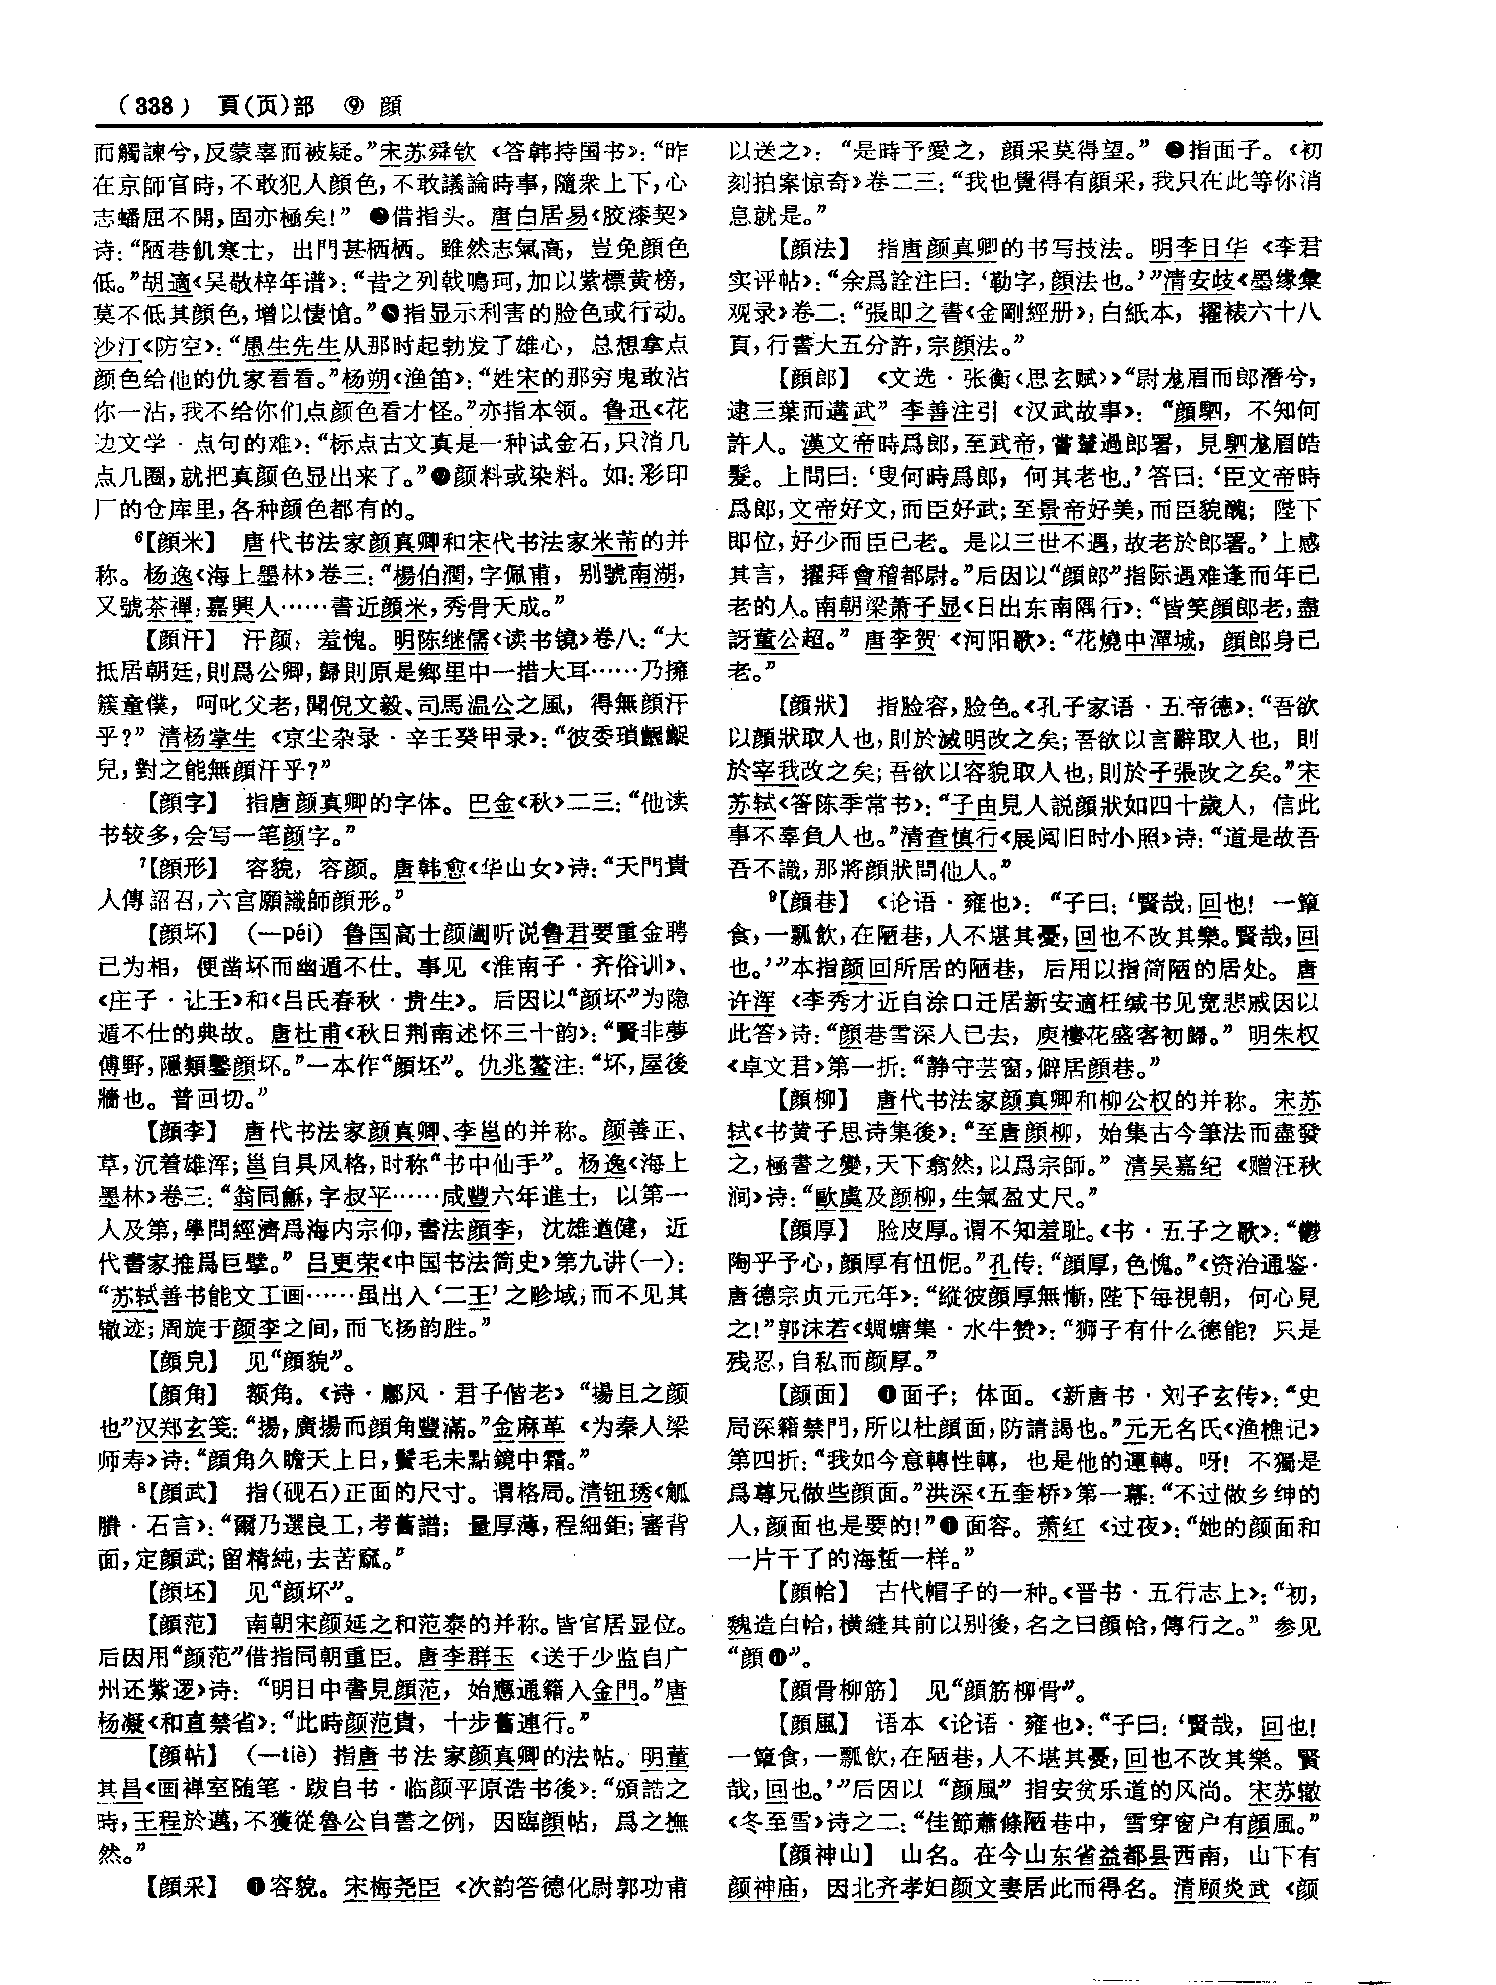 （338） 頁(页)部 ⑨ 顔
而觸諫兮，反蒙辜而被疑。”宋苏舜钦《答韩持国书》：“昨
在京師官時，不敢犯人顔色，不敢議論時事，隨衆上下，心
志蟠屈不開，固亦極矣！” 借指头。唐白居易《胶漆契》
诗：“陋巷飢寒士，出門甚栖栖。雖然志氣高，豈免顔色
低。”胡適《吴敬梓年谱》：“昔之列戟鳴珂，加以紫標黄榜，
莫不低其顔色，增以悽愴。”指显示利害的脸色或行动。
沙汀《防空》：“愚生先生从那时起勃发了雄心，总想拿点
颜色给他的仇家看看。”杨朔《渔笛》：“姓宋的那穷鬼敢沾
你一沾，我不给你们点颜色看才怪。”亦指本领。鲁迅《花
边文学·点句的难》：“标点古文真是一种试金石，只消几
点几圈，就把真颜色显出来了。”颜料或染料。如：彩印
厂的仓库里，各种颜色都有的。
6【顔米】 唐代书法家颜真卿和宋代书法家米芾的并
称。杨逸《海上墨林》卷三：“楊伯潤，字佩甫，别號南湖，
又號茶禪，嘉興人……書近顔米，秀骨天成。”
【顔汗】 汗颜，羞愧。明陈继儒《读书镜》卷八：“大
抵居朝廷，則爲公卿，歸則原是鄉里中一措大耳……乃擁
簇童僕，呵叱父老，聞倪文毅、司馬温公之風，得無顔汗
乎？”清杨掌生《京尘杂录·辛壬癸甲录》：“彼委瑣齷齪
兒，對之能無顔汗乎？”
【顔字】 指唐颜真卿的字体。巴金《秋》二三：“他读
书较多，会写一笔颜字。”
7【顔形】 容貌，容颜。唐韩愈《华山女》诗：“天門貴
人傳詔召，六宫願識師顔形。”
【顔坏】 （—péi）鲁国高士颜阖听说鲁君要重金聘
己为相，便凿坏而幽遁不仕。事见《淮南子·齐俗训》、
《庄子·让王》和《吕氏春秋·贵生》。后因以“颜坏”为隐
遁不仕的典故。唐杜甫《秋日荆南述怀三十韵》：“賢非夢
傅野，隱類鑿顔坏。”一本作“顔坯”。仇兆鳌注：“坏，屋後
牆也。普回切。”
【顔李】 唐代书法家颜真卿、李邕的并称。颜善正、
草，沉着雄浑；邕自具风格，时称“书中仙手”。杨逸《海上
墨林》卷三：“翁同龢，字叔平……咸豐六年進士，以第一
人及第，學問經濟爲海内宗仰，書法顔李，沈雄遒健，近
代書家推爲巨擘。”吕更荣《中国书法简史》第九讲(一)：
“苏轼善书能文工画……虽出入‘二王’之畛域，而不见其
辙迹；周旋于颜李之间，而飞扬韵胜。”
【顔皃】 见“顔貌”。
【顔角】 额角。《诗·鄘风·君子偕老》“揚且之颜
也”汉郑玄笺：“揚，廣揚而顔角豐滿。”金麻革《为秦人梁
师寿》诗：“顔角久瞻天上日，鬢毛未點鏡中霜。”
8【顔武】 指(砚石)正面的尺寸。谓格局。清钮琇《觚
賸·石言》：“爾乃選良工，考舊譜；量厚薄，程細鉅；審背
面，定顔武；留精純，去苦窳。”
【顔坯】 见“颜坏”。
【顔范】 南朝宋颜延之和范泰的并称。皆官居显位。
后因用“颜范”借指同朝重臣。唐李群玉《送于少监自广
州还紫逻》诗：“明日中書見顔范，始應通籍入金門。”唐
杨凝《和直禁省》：“此時颜范貴，十步舊連行。”
【顔帖】 （—tiè）指唐书法家颜真卿的法帖。明董
其昌《画禅室随笔·跋自书·临颜平原诰书後》：“頒誥之
時，王程於邁，不獲從魯公自書之例，因臨顔帖，爲之撫
然。”
【顔采】 ❶容貌。宋梅尧臣《次韵答德化尉郭功甫
以送之》：“是時予愛之，顔采莫得望。”❷指面子。《初
刻拍案惊奇》卷二三：“我也覺得有顔采，我只在此等你消
息就是。”
【顔法】 指唐颜真卿的书写技法。明李日华《李君
实评帖》：“余爲詮注曰：‘勒字，顔法也。’”清安歧《墨缘彙
观录》卷二：“張即之書《金剛經册》，白紙本，擢裱六十八
頁，行書大五分許，宗顔法。”
【顔郎】 《文选·张衡〈思玄赋〉》“尉尨眉而郎潛兮，
逮三葉而遘武”李善注引《汉武故事》：“顔駟，不知何
許人。漢文帝時爲郎，至武帝，嘗輦過郎署，見駟尨眉皓
髮。上問曰：‘叟何時爲郎，何其老也。’答曰：‘臣文帝時
爲郎，文帝好文，而臣好武；至景帝好美，而臣貌醜；陛下
即位，好少而臣已老。是以三世不遇，故老於郎署。’上感
其言，擢拜會稽都尉。”后因以“顔郎”指际遇难逢而年已
老的人。南朝梁萧子显《日出东南隅行》：“皆笑顔郎老，盡
訝董公超。”唐李贺《河阳歌》：“花燒中潬城，顔郎身已
老。”
【顔狀】 指脸容，脸色。《孔子家语·五帝德》：“吾欲
以顔狀取人也，則於滅明改之矣；吾欲以言辭取人也，則
於宰我改之矣；吾欲以容貌取人也，則於子張改之矣。”宋
苏轼《答陈季常书》：“子由見人説顔狀如四十歲人，信此
事不辜負人也。”清查慎行《展阅旧时小照》诗：“道是故吾
吾不識，那將顔狀問他人。”
9【顔巷】 《论语·雍也》：“子曰：‘賢哉，回也！一簞
食，一瓢飲，在陋巷，人不堪其憂，回也不改其樂。賢哉，回
也。’”本指颜回所居的陋巷，后用以指简陋的居处。唐
许浑《李秀才近自涂口迁居新安適枉缄书见宽悲戚因以
此答》诗：“顔巷雪深人已去，庾樓花盛客初歸。”明朱权
《卓文君》第一折：“静守芸窗，僻居顔巷。”
【顔柳】 唐代书法家颜真卿和柳公权的并称。宋苏
轼《书黄子思诗集後》：“至唐顔柳，始集古今筆法而盡發
之，極書之變，天下翕然，以爲宗師。”清吴嘉纪《赠汪秋
涧》诗：“歐虞及颜柳，生氣盈丈尺。”
【顔厚】 脸皮厚。谓不知羞耻。《书·五子之歌》：“鬱
陶乎予心，顔厚有忸怩。”孔传：“顔厚，色愧。”《资治通鉴·
唐德宗贞元元年》：“縱彼顔厚無慚，陛下每視朝，何心見
之！”郭沫若《蜩螗集·水牛赞》：“狮子有什么德能？只是
残忍，自私而颜厚。”
【颜面】 ❶面子；体面。《新唐书·刘子玄传》：“史
局深籍禁門，所以杜顔面，防請謁也。”元无名氏《渔樵记》
第四折：“我如今意轉性轉，也是他的運轉。呀！不獨是
爲尊兄做些顔面。”洪深《五奎桥》第一幕：“不过做乡绅的
人，颜面也是要的！”面容。萧红《过夜》：“她的颜面和
一片干了的海蜇一样。”
【顔帢】 古代帽子的一种。《晋书·五行志上》：“初，
魏造白帢，横縫其前以别後，名之曰顔帢，傳行之。”参见
“顔❶”。
【顔骨柳筋】 见“顔筋柳骨”。
【顔風】 语本《论语·雍也》：“子曰：‘賢哉，回也！
一簞食，一瓢飲，在陋巷，人不堪其憂，回也不改其樂。賢
哉，回也。’”后因以“颜風”指安贫乐道的风尚。宋苏辙
《冬至雪》诗之二：“佳節蕭條陋巷中，雪穿窗户有顔風。”
【顔神山】 山名。在今山东省益都县西南，山下有
颜神庙，因北齐孝妇颜文妻居此而得名。清顾炎武《颜